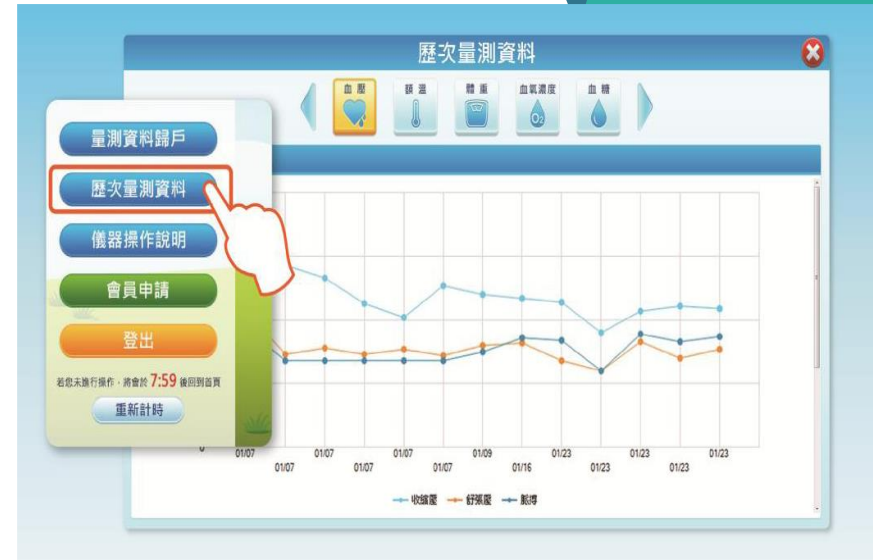 歷次量測資料
血壓 額溫 體重 血氧濃度 血糖
O2
量測資料歸戶
歷次量測資料
儀器操作說明
會員申請
登出
若您未進行操作，將會於 7:59 後回到首頁
重新計時
0
01/07 01/07 01/07 01/09 01/23 01/23 01/23
01/07 01/07 01/07 01/16 01/23 01/23
收縮壓 舒張壓 脈搏